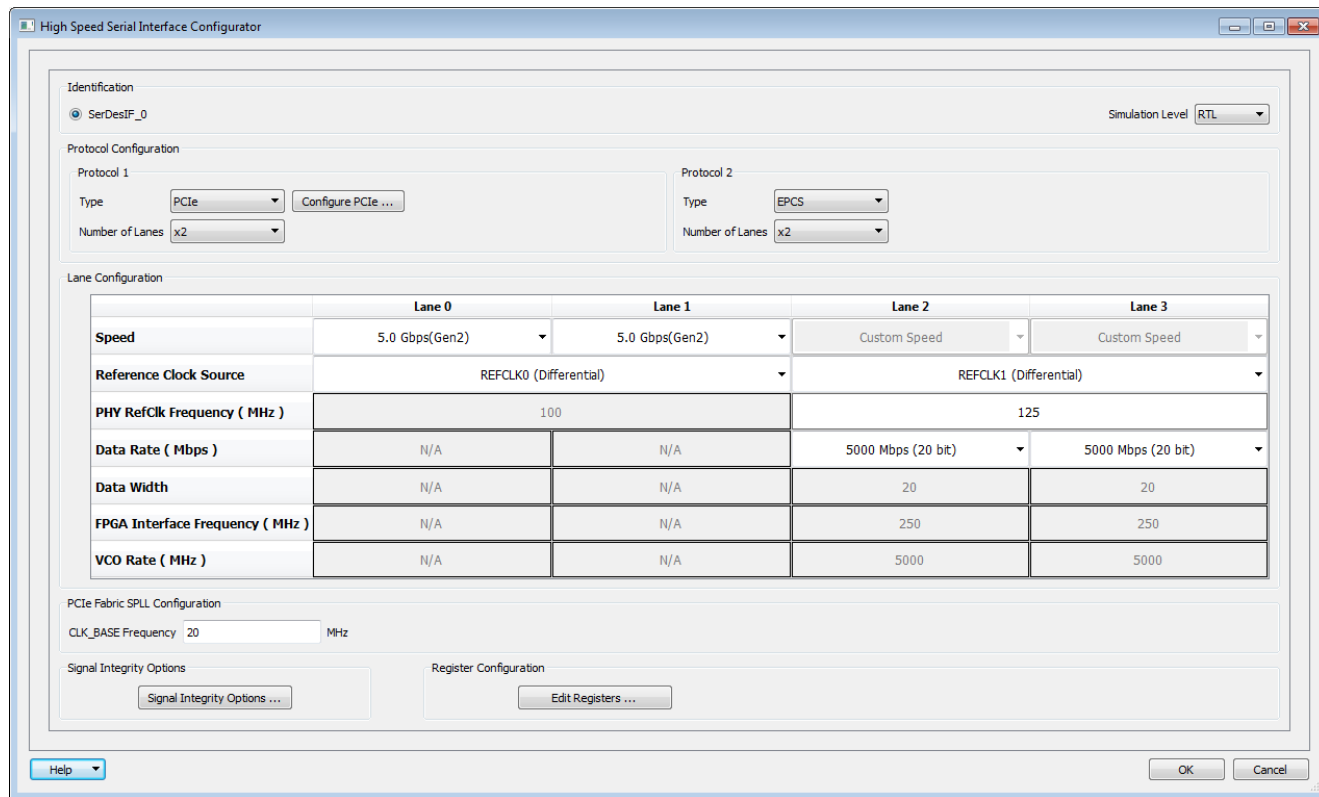 High Speed Serial Interface Configurator
Identification
SerDesIF_0
Simulation Level RTL
Protocol Configuration
Protocol 1
Protocol 2
Type PCIe Configure PCIe ...
Type EPCS
Number of Lanes x2
Number of Lanes x2
Lane Configuration
Lane 0 Lane 1 Lane 2 Lane 3
Speed 5.0 Gbps(Gen2) 5.0 Gbps(Gen2) Custom Speed Custom Speed
Reference Clock Source REFCLK0 (Differential) REFCLK1 (Differential)
PHY RefClk Frequency ( MHz ) 100 125
Data Rate ( Mbps ) N/A N/A 5000 Mbps (20 bit) 5000 Mbps (20 bit)
Data Width N/A N/A 20 20
FPGA Interface Frequency ( MHz ) N/A N/A 250 250
VCO Rate ( MHz ) N/A N/A 5000 5000
PCIe Fabric SPLL Configuration
CLK_BASE Frequency 20 MHz
Signal Integrity Options
Register Configuration
Signal Integrity Options ...
Edit Registers ...
Help
OK
Cancel